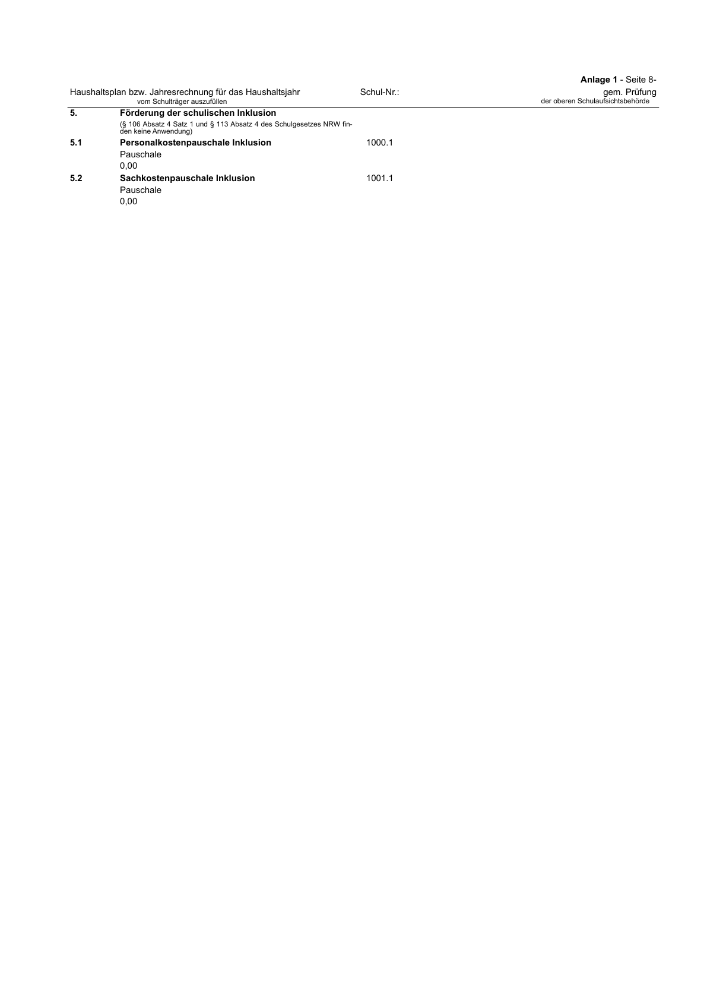 Anlage 1 - Seite 8-
Haushaltsplan bzw. Jahresrechnung für das Haushaltsjahr Schul-Nr.: gem. Prüfung
vom Schulträger auszufüllen der oberen Schulaufsichtsbehörde
5. Förderung der schulischen Inklusion
(§ 106 Absatz 4 Satz 1 und § 113 Absatz 4 des Schulgesetzes NRW fin-
den keine Anwendung)
5.1 Personalkostenpauschale Inklusion 1000.1
Pauschale
0,00
5.2 Sachkostenpauschale Inklusion 1001.1
Pauschale
0,00